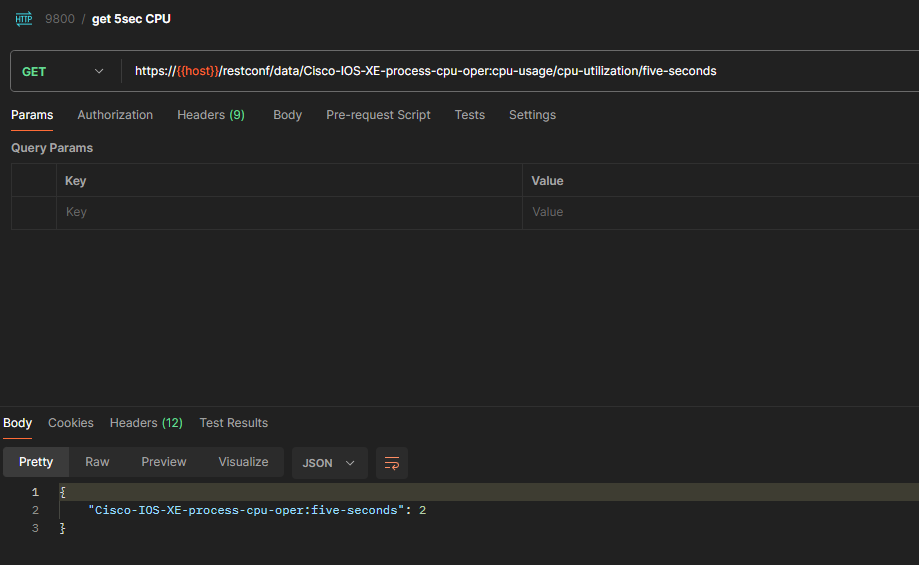 HTTP 9800 / get 5sec CPU
GET https://{{host}}/restconf/data/Cisco-IOS-XE-process-cpu-oper:cpu-usage/cpu-utilization/five-seconds
Params Authorization Headers (9) Body Pre-request Script Tests Settings
Query Params
Key Value
Key Value
Body Cookies Headers (12) Test Results
Pretty Raw Preview Visualize JSON
1 {
2 "Cisco-IOS-XE-process-cpu-oper:five-seconds": 2
3 }